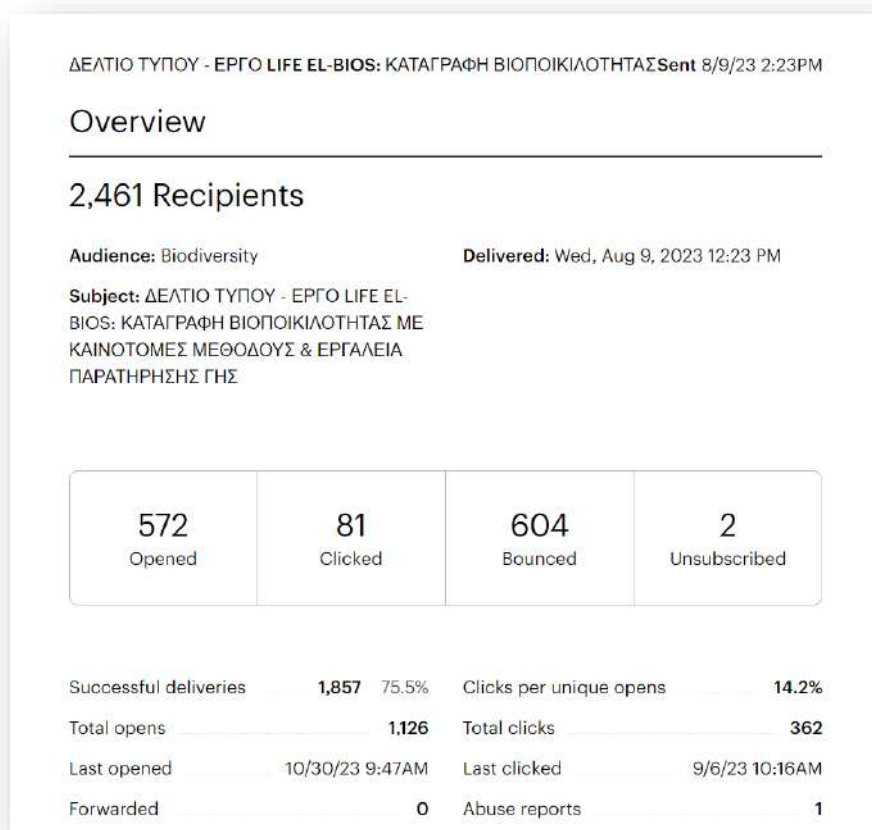 ΔΕΛΤΙΟ ΤΥΠΟΥ - ΕΡΓΟ LIFE EL-BIOS: ΚΑΤΑΓΡΑΦΗ ΒΙΟΠΟΙΚΙΛΟΤΗΤΑΣSent 8/9/23 2:23PM
Overview
2,461 Recipients
Audience: Biodiversity
Delivered: Wed, Aug 9, 2023 12:23 PM
Subject: ΔΕΛΤΙΟ ΤΥΠΟΥ - ΕΡΓΟ LIFE EL-
BIOS: ΚΑΤΑΓΡΑΦΗ ΒΙΟΠΟΙΚΙΛΟΤΗΤΑΣ ΜΕ
ΚΑΙΝΟΤΟΜΕΣ ΜΕΘΟΔΟΥΣ & ΕΡΓΑΛΕΙΑ
ΠΑΡΑΤΗΡΗΣΗΣ ΓΗΣ
572 81 604 2
Opened Clicked Bounced Unsubscribed
Successful deliveries 1,857 75.5% Clicks per unique opens 14.2%
Total opens 1,126 Total clicks 362
Last opened 10/30/23 9:47AM Last clicked 9/6/23 10:16AM
Forwarded 0 Abuse reports 1